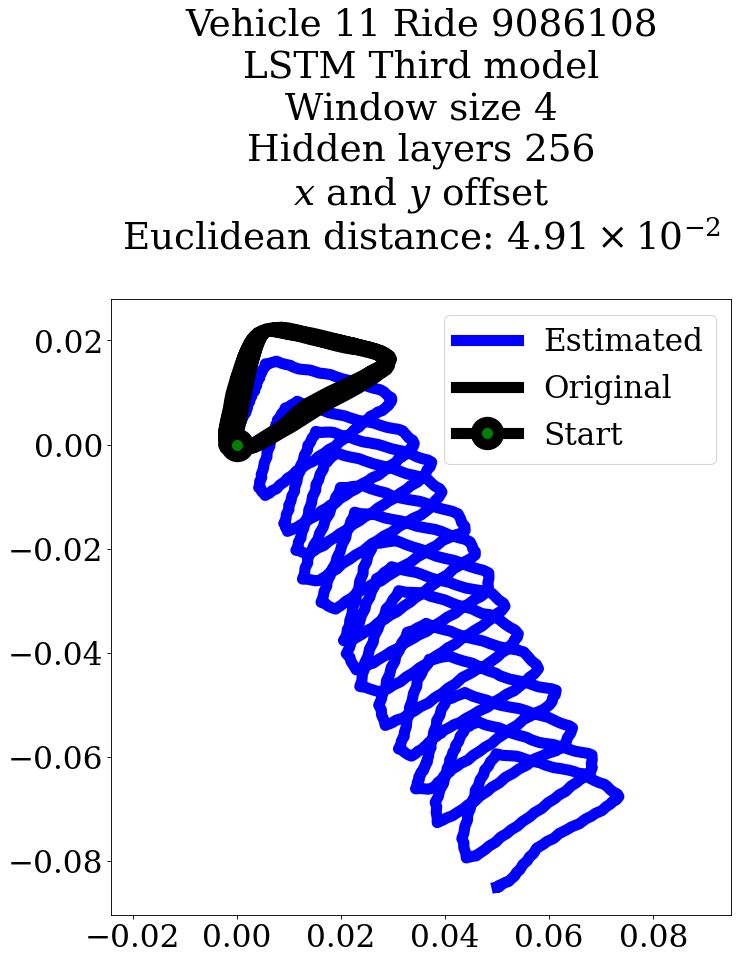 Vehicle 11 Ride 9086108
LSTM Third model
Window size 4
Hidden layers 256
x and y offset
Euclidean distance: 4.91 × 10⁻²
Estimated
Original
Start
0.02
0.00
−0.02
−0.04
−0.06
−0.08
−0.02 0.00 0.02 0.04 0.06 0.08